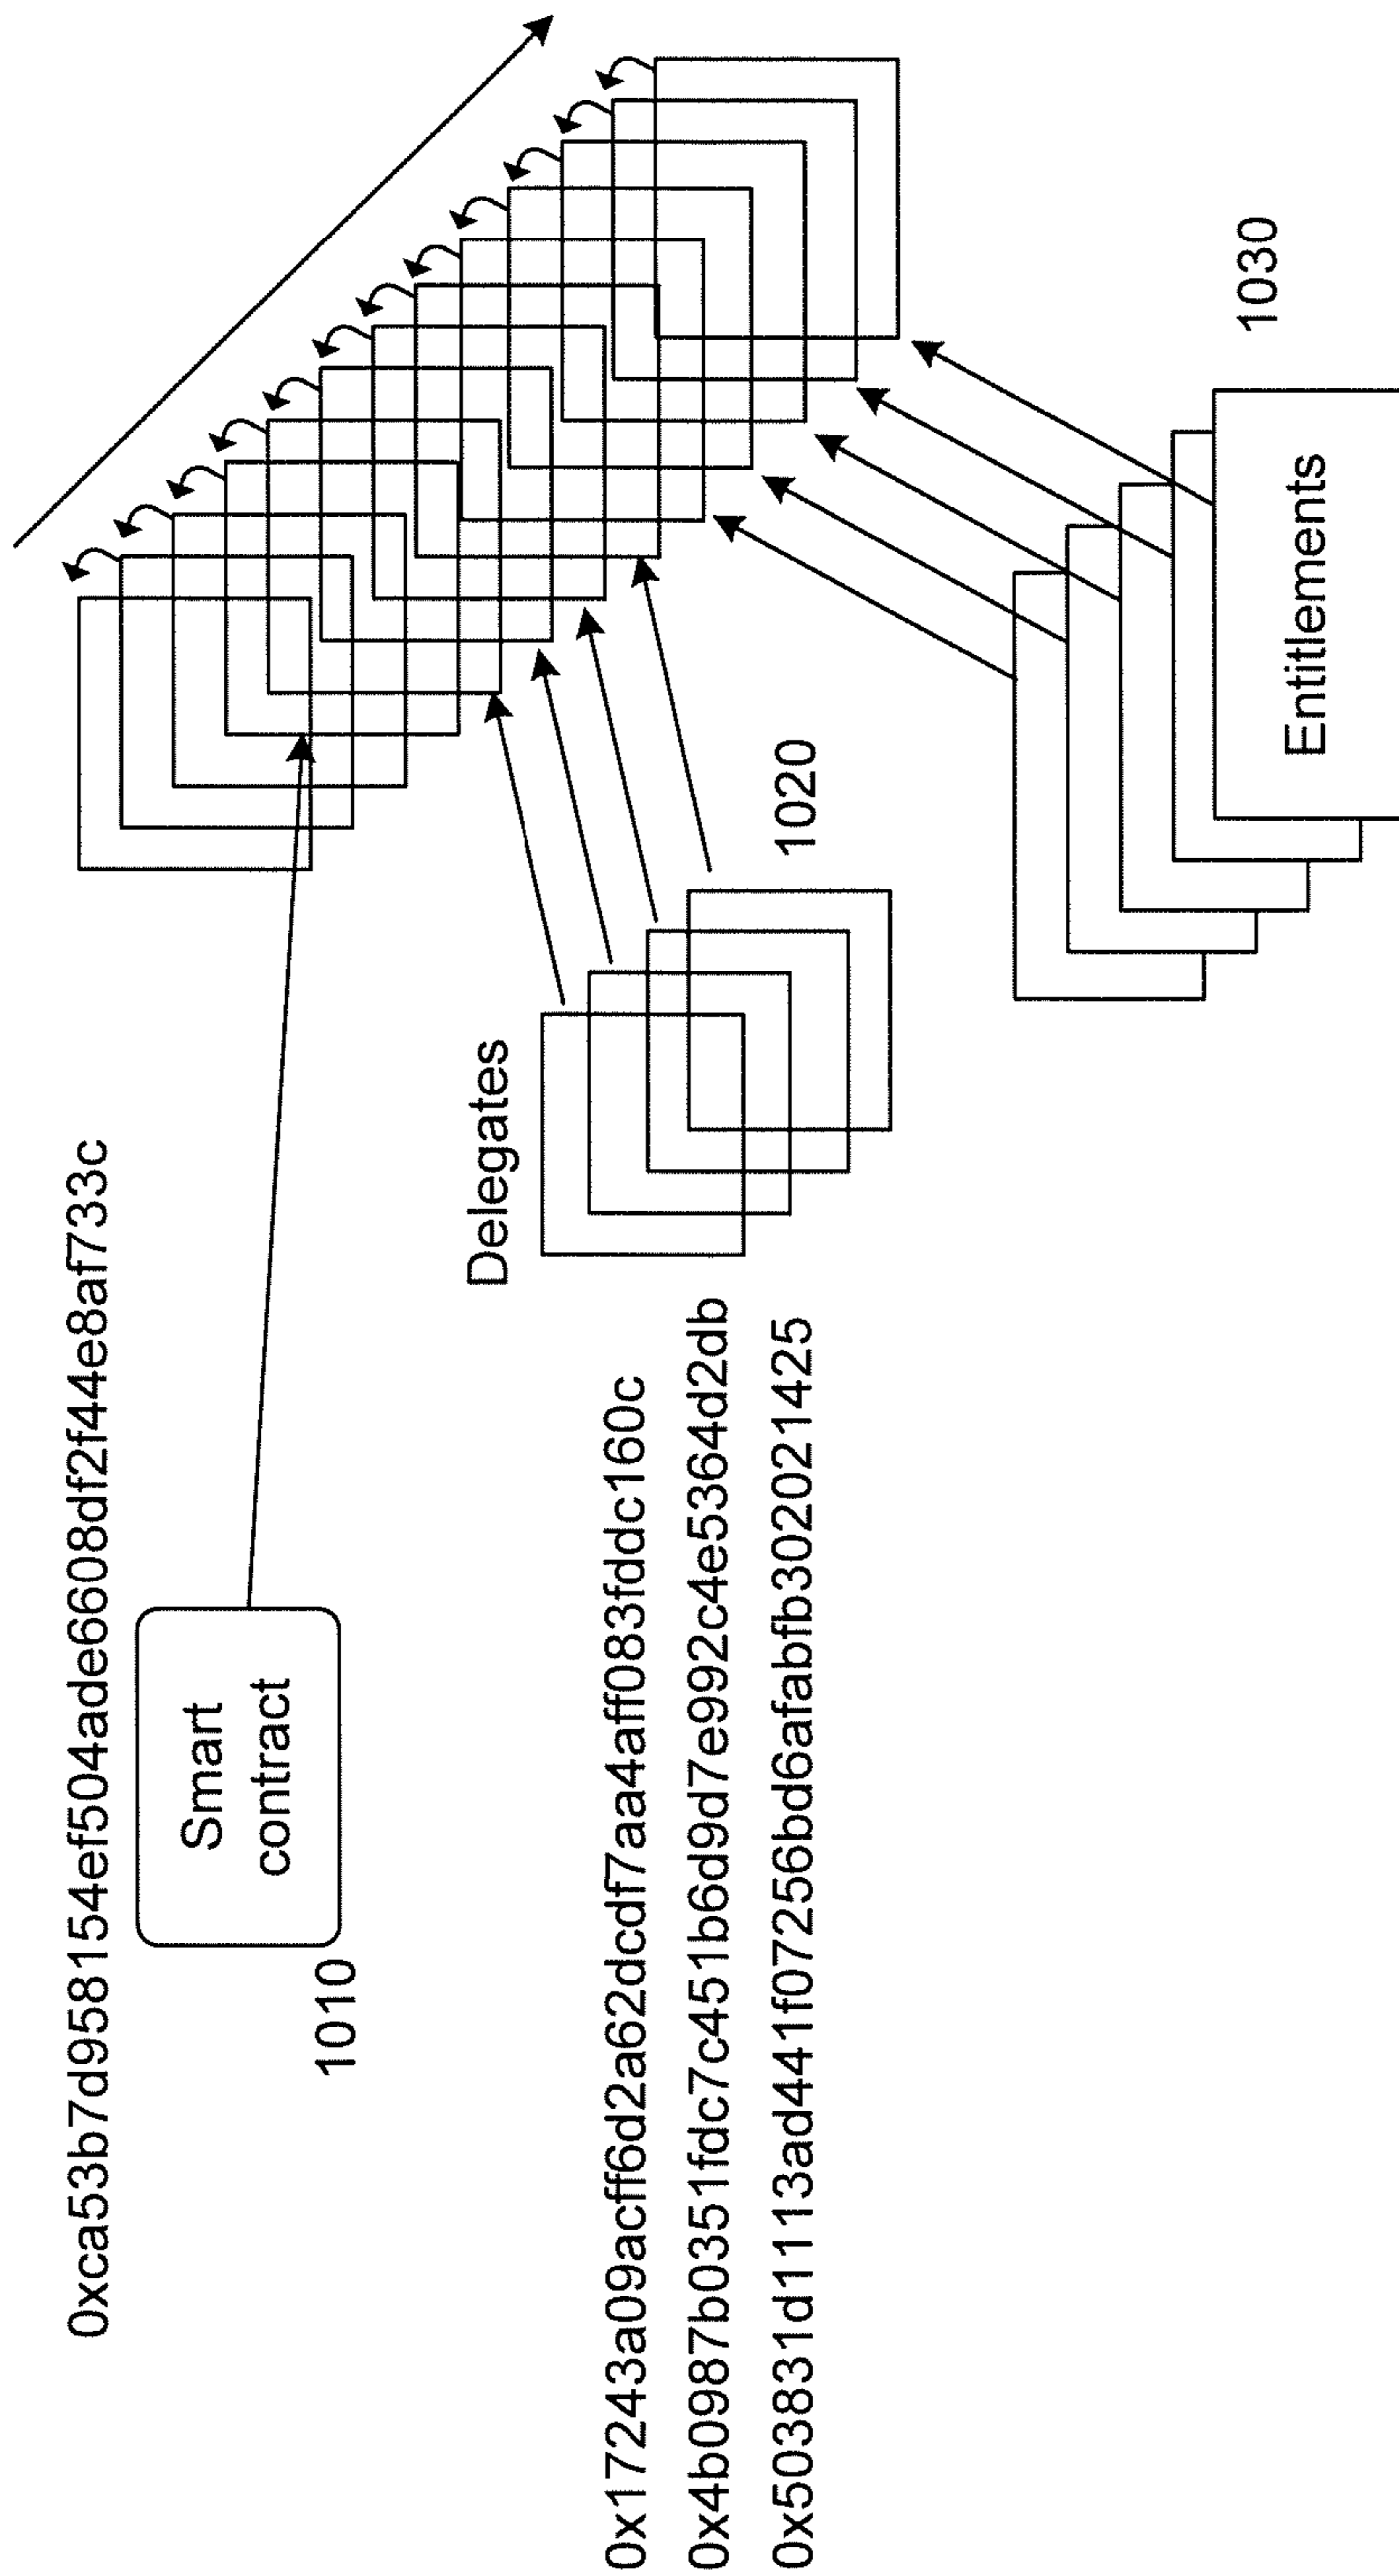 0xca53b7d958154ef504ade6608df2f44e8af733c
Smart
contract
1010
Delegates
0x17243a09acff6d2a62dcdf7aa4aff083fddc160c
0x4b0987b0351fdc7c451b6d9d7e992c4e5364d2db
0x503831d1113ad441f07256bd6afabfb302021425
1020
1030
Entitlements